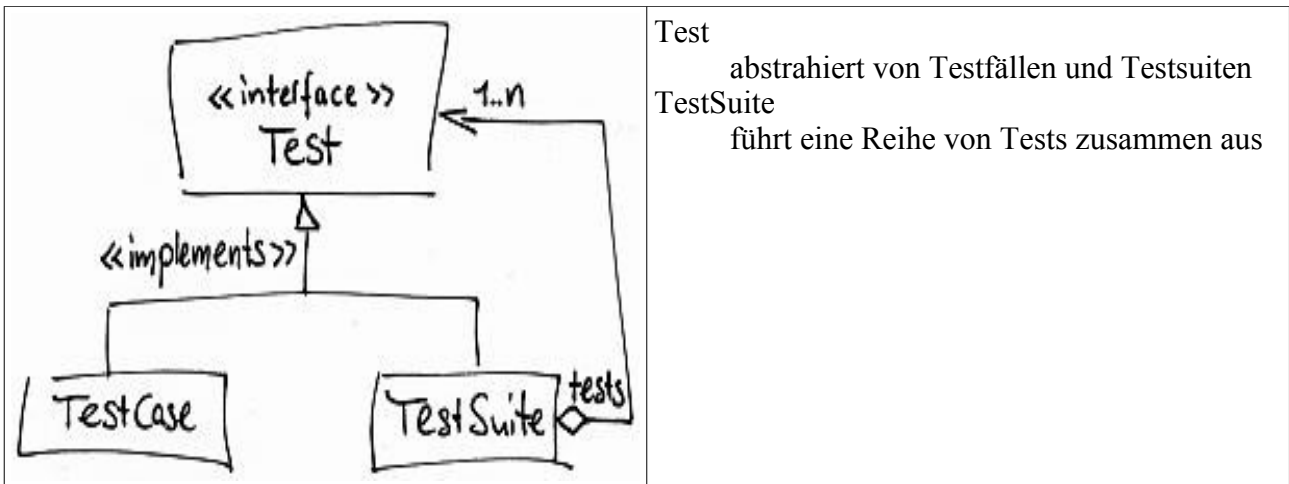 «interface»
Test
1..n
«implements»
TestCase
TestSuite
tests
Test
abstrahiert von Testfällen und Testsuiten
TestSuite
führt eine Reihe von Tests zusammen aus